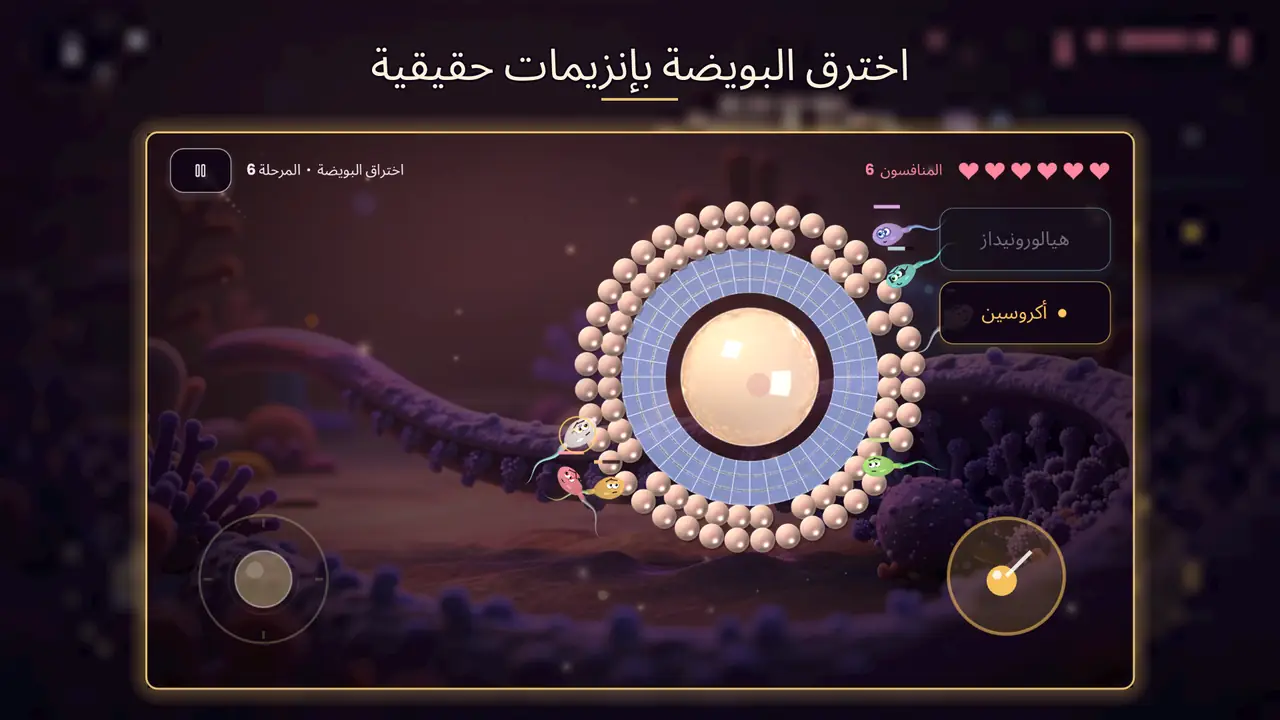 اخترق البويضة بإنزيمات حقيقية
اختراق البويضة • المرحلة 6
المنافسون 6
هيالورونيداز
أكروسين